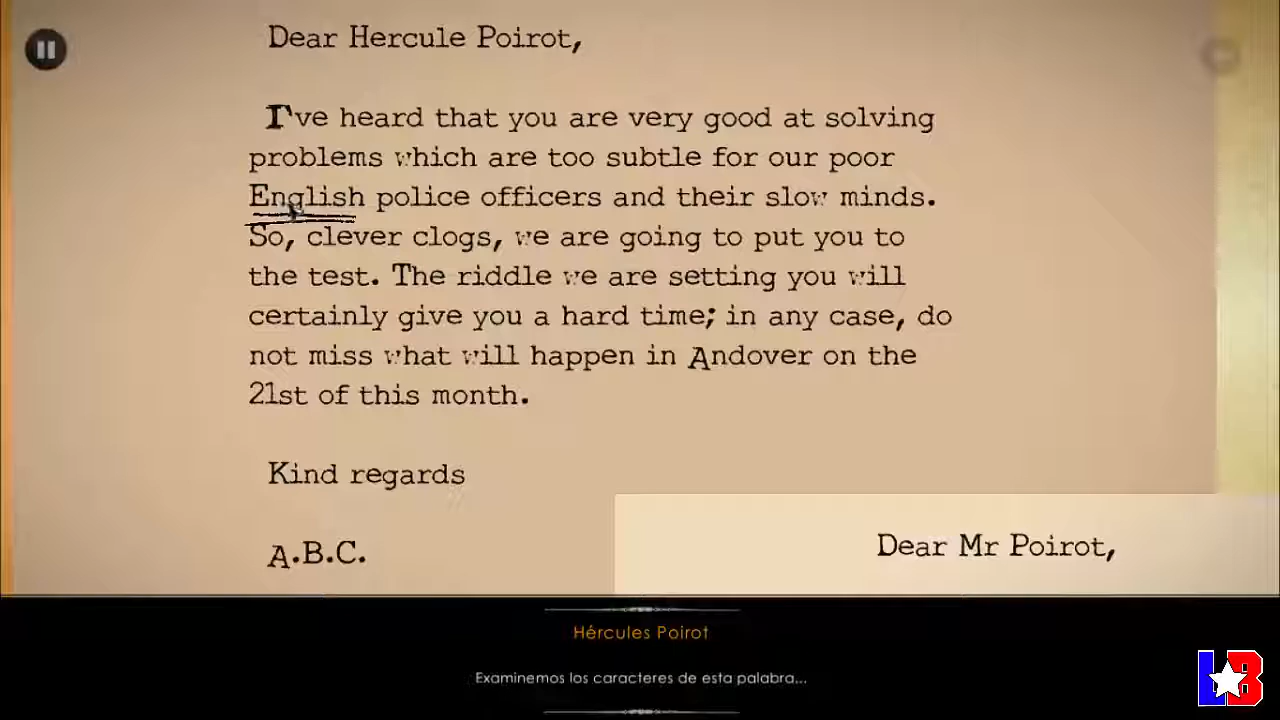 Dear Hercule Poirot,
I've heard that you are very good at solving
problems which are too subtle for our poor
English police officers and their slow minds.
So, clever clogs, we are going to put you to
the test. The riddle we are setting you will
certainly give you a hard time; in any case, do
not miss what will happen in Andover on the
21st of this month.
Kind regards
A.B.C.
Dear Mr Poirot,
Hércules Poirot
Examinemos los caracteres de esta palabra...
LB